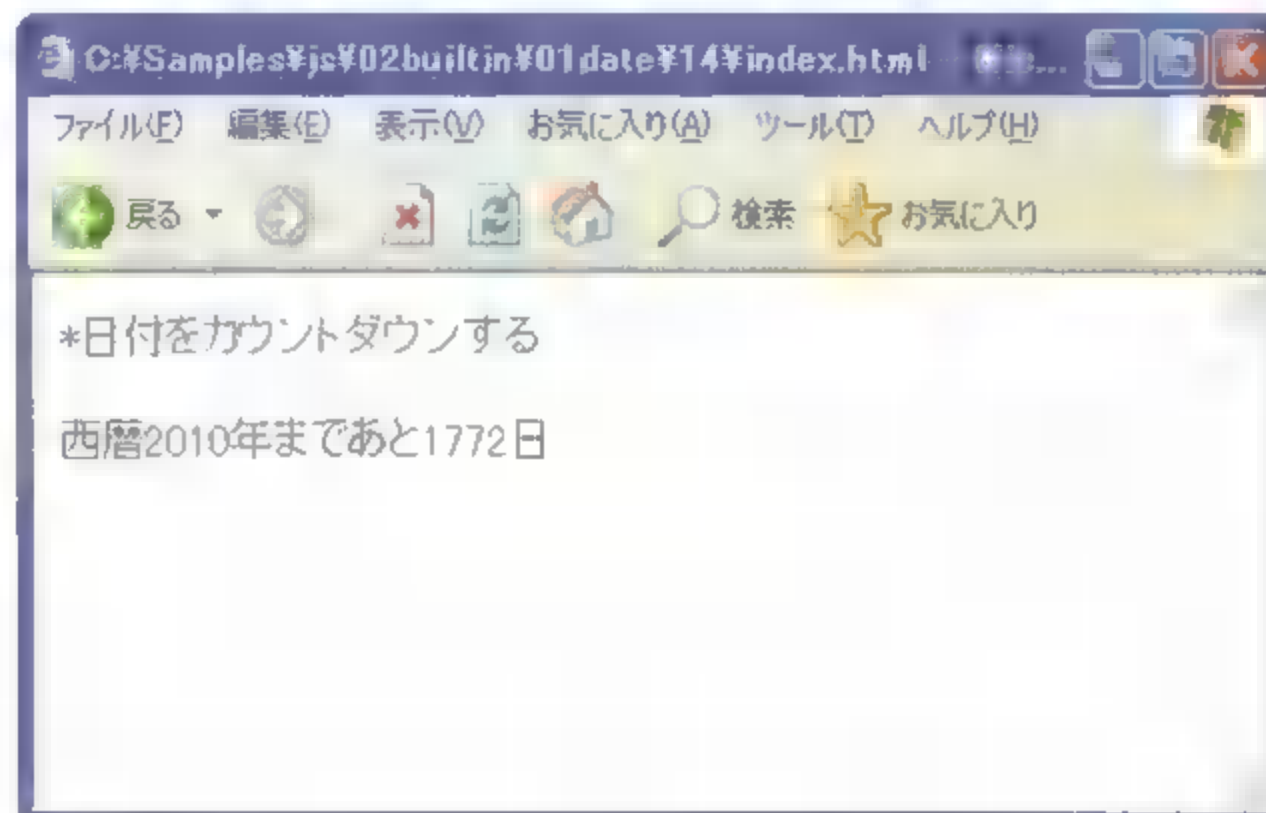 C:¥Samples¥js¥02builtin¥01date¥14¥index.html
ファイル(F) 編集(E) 表示(V) お気に入り(A) ツール(T) ヘルプ(H)
戻る 検索 お気に入り
*日付をカウントダウンする
西暦2010年まであと1772日